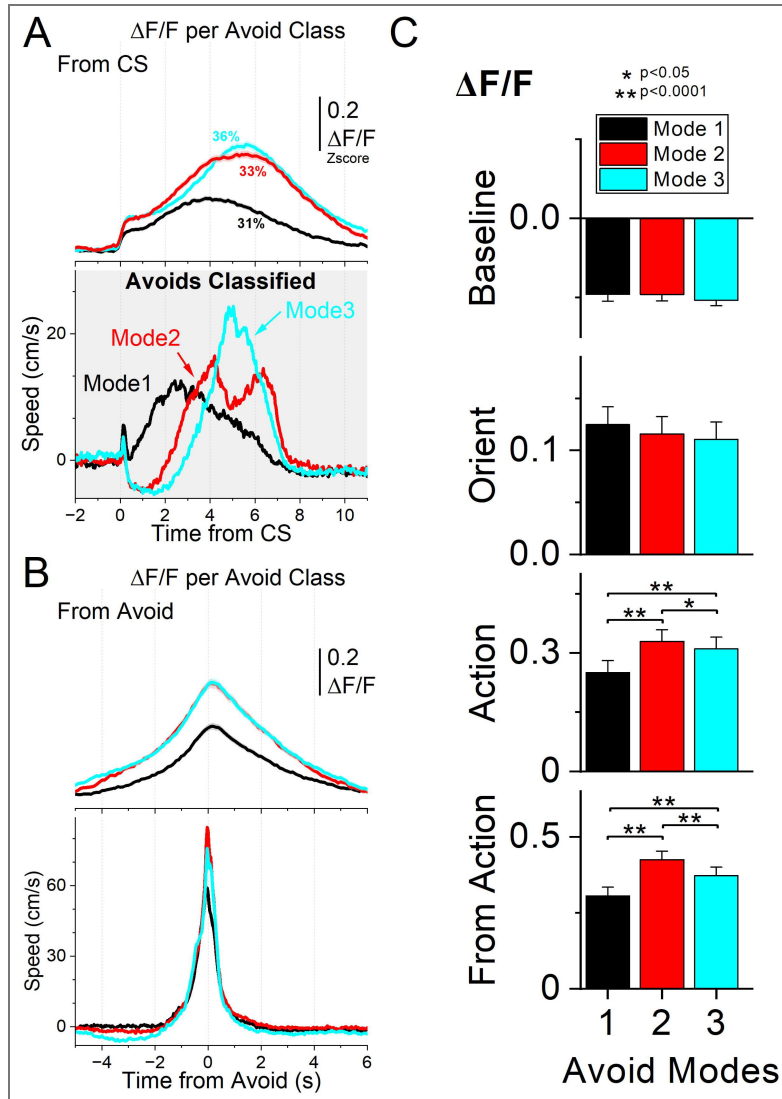 A
ΔF/F per Avoid Class
From CS
0.2
ΔF/F
Zscore
36%
33%
31%
Avoids Classified
Mode3
Mode2
Mode1
Speed (cm/s)
20
0
−2 0 2 4 6 8 10
Time from CS
B
ΔF/F per Avoid Class
From Avoid
0.2
ΔF/F
Speed (cm/s)
60
30
0
−4 −2 0 2 4 6
Time from Avoid (s)
C
ΔF/F
* p<0.05
** p<0.0001
Mode 1
Mode 2
Mode 3
Baseline
0.0
Orient
0.1
0.0
Action
0.3
0
**
** *
From Action
0.5
0
**
** **
1 2 3
Avoid Modes